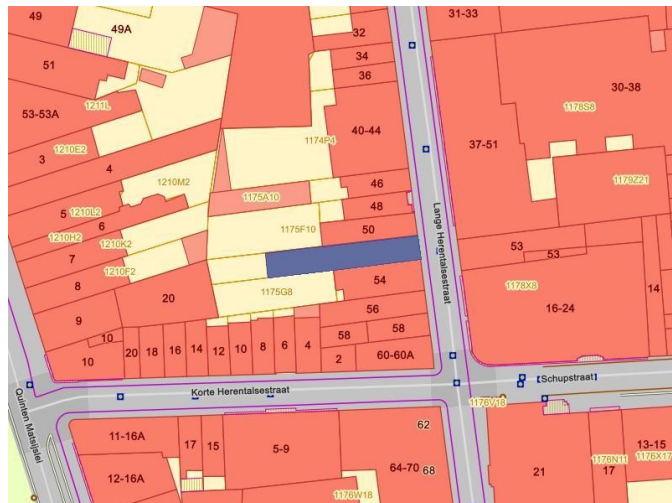 49
49A
32
31-33
34
51
36
30-38
1178S8
1211L
53-53A
1174P4
40-44
37-51
1210E2
3
4
1179Z21
1210M2
46
1175A10
48
5
1210L2
6
50
1175F10
1210H2
1210K2
53
53
7
1210F2
54
14
8
1175G8
1178X8
20
56
16-24
9
58
58
10
10
20
18
16
14
12
10
8
6
4
2
60-60A
Lange Herentalsestraat
Schupstraat
Korte Herentalsestraat
Quinten Matsijslei
1176V18
62
11-16A
17
15
5-9
13-15
1176N11
1176X17
64-70
68
12-16A
21
17
1176W18